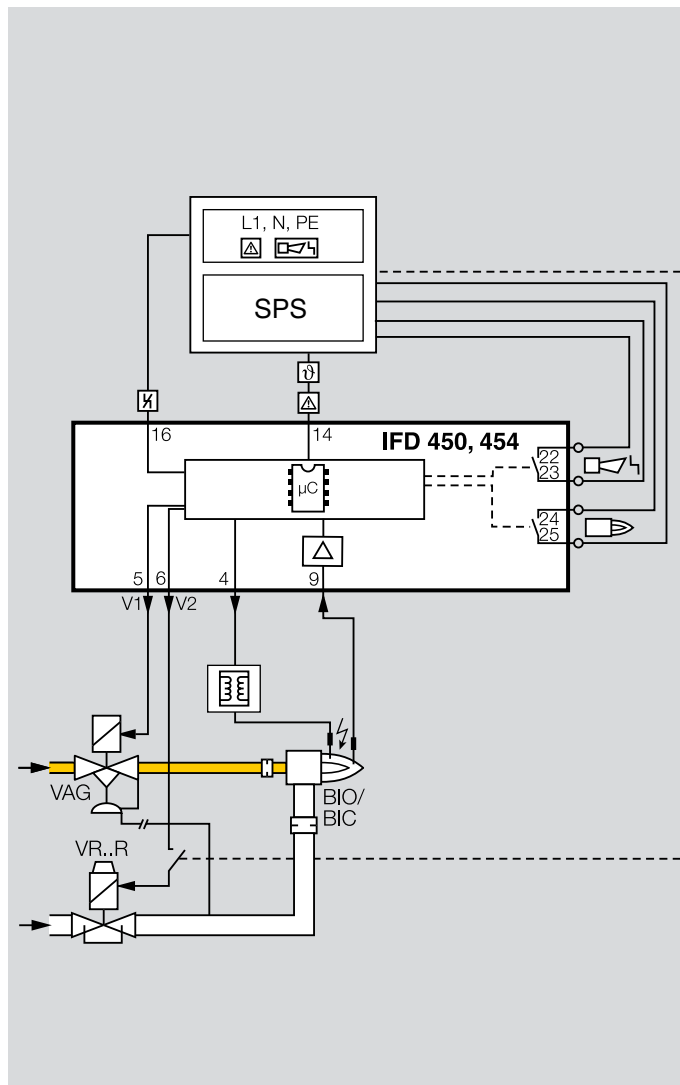 L1, N, PE
SPS
ϑ
16
14
IFD 450, 454
22
23
µC
24
25
5
6
4
9
V1
V2
VAG
BIO/
BIC
VR..R